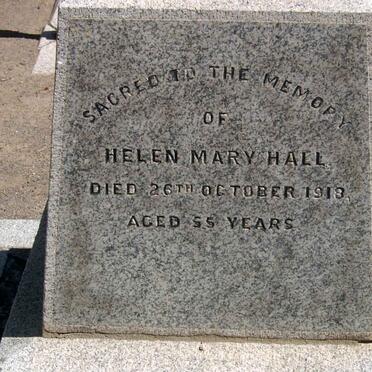 SACRED TO THE MEMORY
OF
HELEN MARY HALL
DIED 26TH OCTOBER 1918.
AGED 55 YEARS